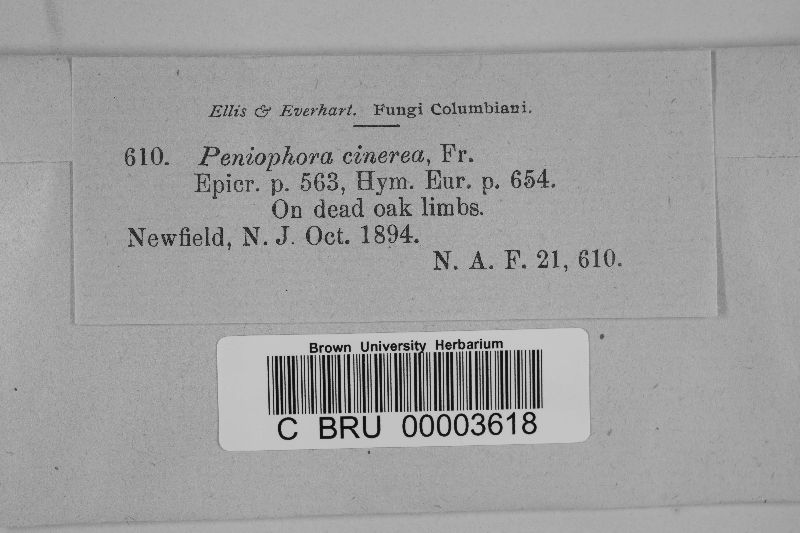 Ellis & Everhart. Fungi Columbiani.
610. Peniophora cinerea, Fr.
Epicr. p. 563, Hym. Eur. p. 654.
On dead oak limbs.
Newfield, N. J. Oct. 1894.
N. A. F. 21, 610.
Brown University Herbarium
C BRU 00003618